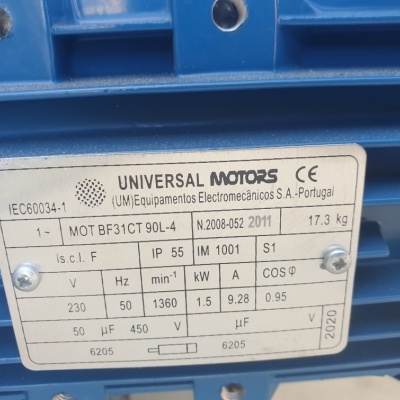 UNIVERSAL MOTORS CE
IEC60034-1 (UM)Equipamentos Electromecânicos S.A.-Portugal
1~ MOT BF31CT 90L-4 N.2008-052 2011 17.3 kg
Is.c.l. F IP 55 IM 1001 S1
V Hz min-1 kW A COS φ
230 50 1360 1.5 9.28 0.95
50 µF 450 V µF V
6205 6205
2020